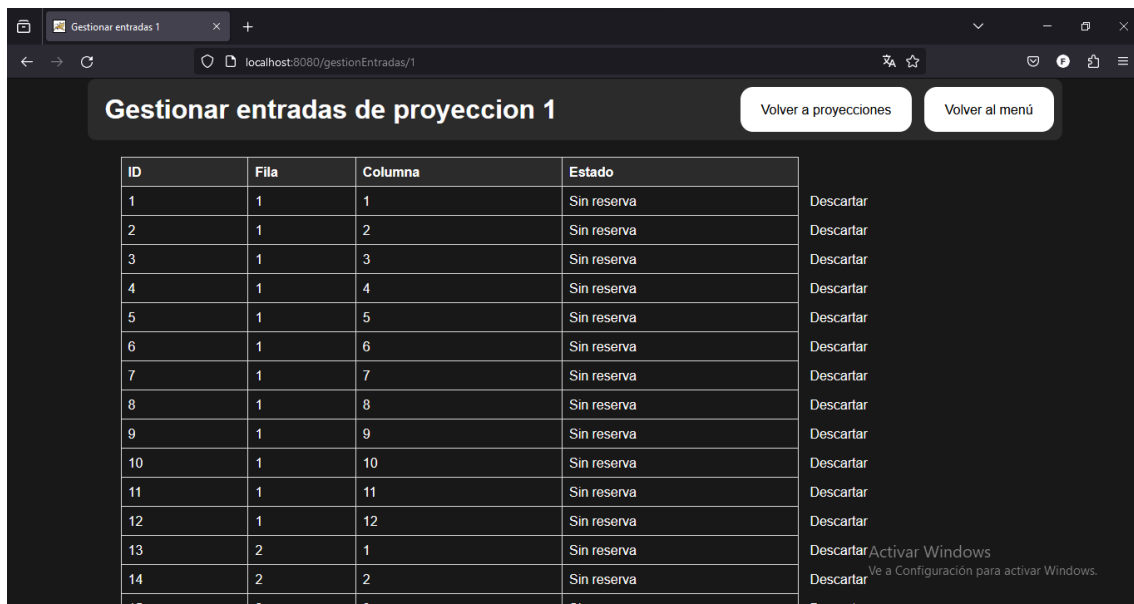 Gestionar entradas 1
localhost:8080/gestionEntradas/1
Gestionar entradas de proyeccion 1 Volver a proyecciones Volver al menú
ID Fila Columna Estado
1 1 1 Sin reserva Descartar
2 1 2 Sin reserva Descartar
3 1 3 Sin reserva Descartar
4 1 4 Sin reserva Descartar
5 1 5 Sin reserva Descartar
6 1 6 Sin reserva Descartar
7 1 7 Sin reserva Descartar
8 1 8 Sin reserva Descartar
9 1 9 Sin reserva Descartar
10 1 10 Sin reserva Descartar
11 1 11 Sin reserva Descartar
12 1 12 Sin reserva Descartar
13 2 1 Sin reserva Descartar
14 2 2 Sin reserva Descartar
Activar Windows
Ve a Configuración para activar Windows.